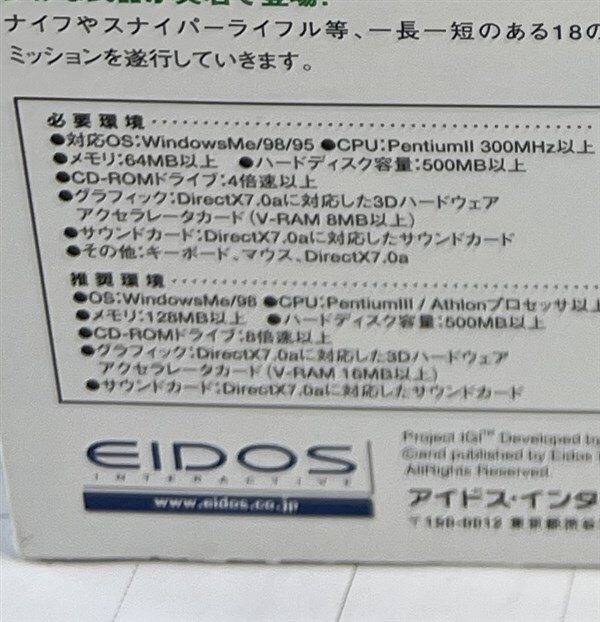 ナイフやスナイパーライフル等、一長一短のある18の
ミッションを遂行していきます。
必要環境
●対応OS:WindowsMe/98/95 ●CPU:PentiumII 300MHz以上
●メモリ:64MB以上 ●ハードディスク容量:500MB以上
●CD-ROMドライブ:4倍速以上
●グラフィック:DirectX7.0aに対応した3Dハードウェア
アクセラレータカード(V-RAM 8MB以上)
●サウンドカード:DirectX7.0aに対応したサウンドカード
●その他:キーボード、マウス、DirectX7.0a
推奨環境
●OS:WindowsMe/98 ●CPU:PentiumIII / Athlonプロセッサ以上
●メモリ:128MB以上 ●ハードディスク容量:500MB以上
●CD-ROMドライブ:8倍速以上
●グラフィック:DirectX7.0aに対応した3Dハードウェア
アクセラレータカード(V-RAM 16MB以上)
●サウンドカード:DirectX7.0aに対応したサウンドカード
EIDOS
INTERACTIVE
www.eidos.co.jp
Project IGI™ Developed by
©and published by Eidos
AllRights Reserved.
アイドス・インタ
東京都渋谷